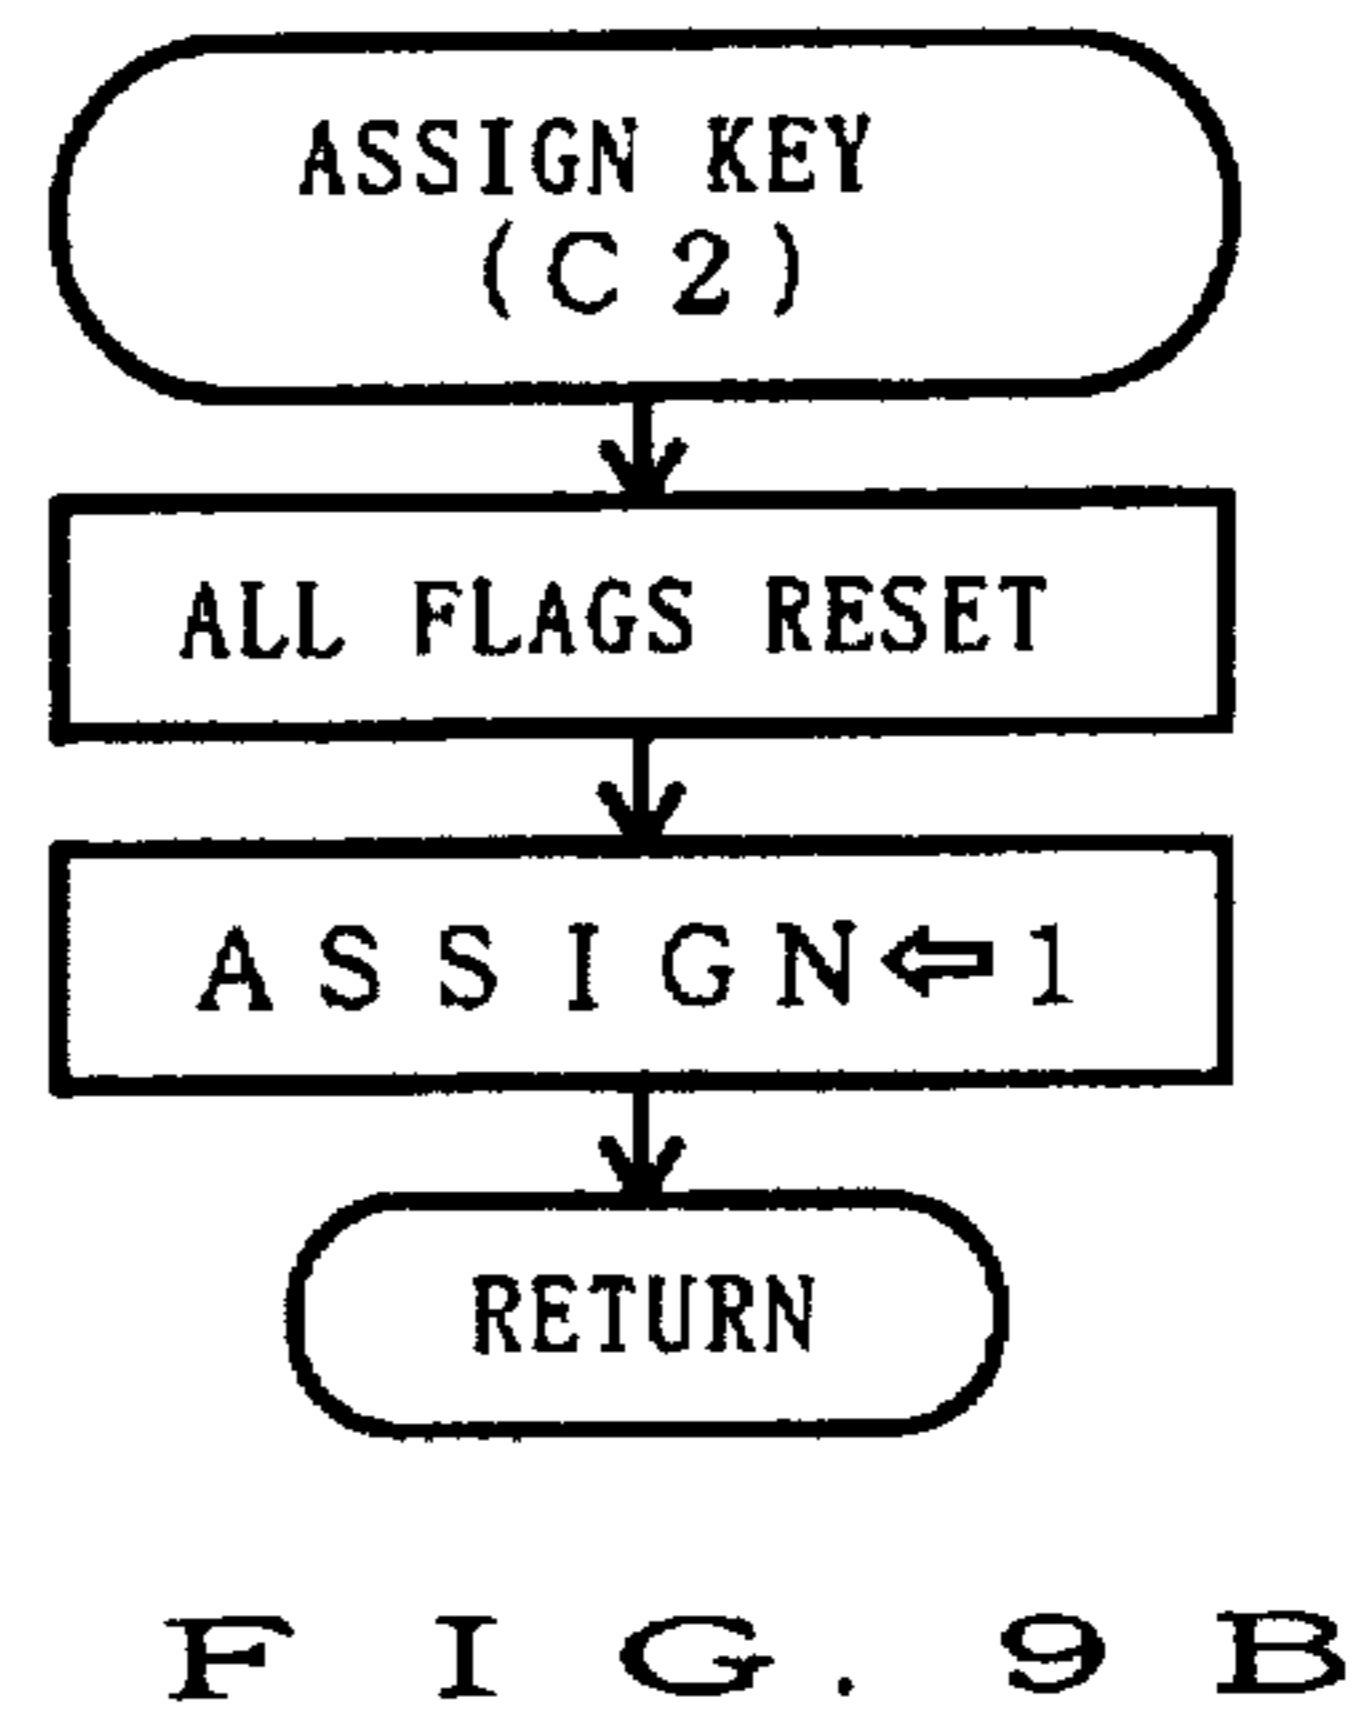 ASSIGN KEY
(C2)
ALL FLAGS RESET
ASSIGN⇦1
RETURN
FIG. 9B